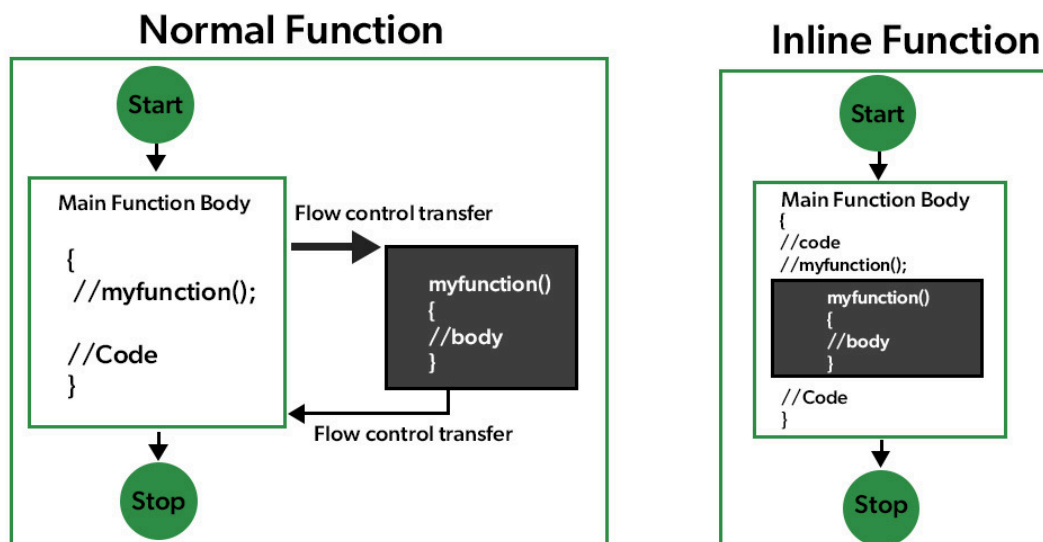 Normal Function
Start
Main Function Body
{
//myfunction();
//Code
}
Flow control transfer
myfunction()
{
//body
}
Flow control transfer
Stop
Inline Function
Start
Main Function Body
{
//code
//myfunction();
myfunction()
{
//body
}
//Code
}
Stop